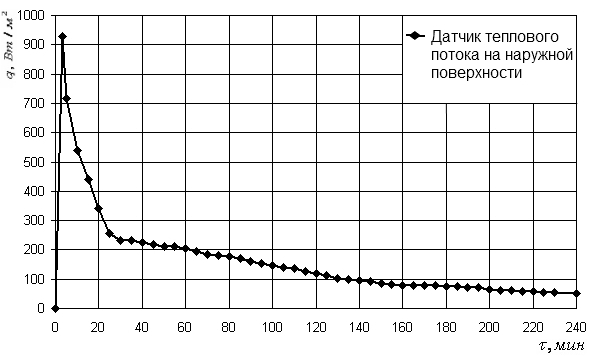 q, Вт / м²
1000
900
800
700
600
500
400
300
200
100
0
Датчик теплового
потока на наружной
поверхности
0 20 40 60 80 100 120 140 160 180 200 220 240
τ, мин